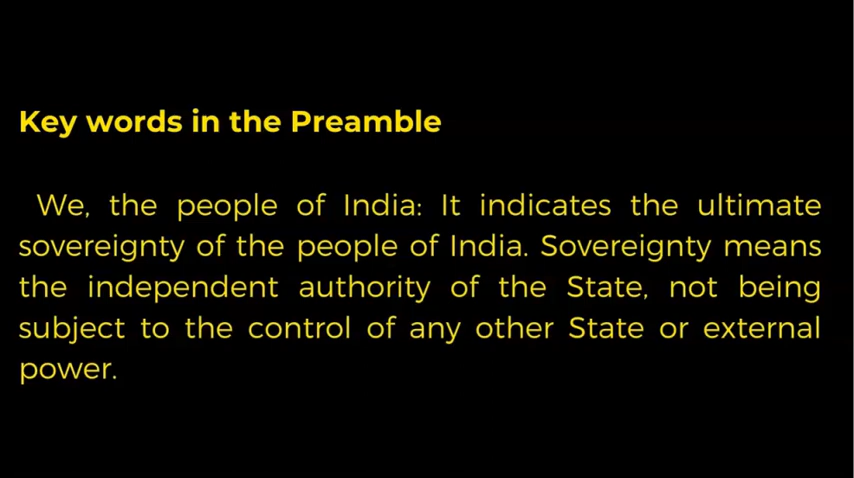 Key words in the Preamble
We, the people of India: It indicates the ultimate
sovereignty of the people of India. Sovereignty means
the independent authority of the State, not being
subject to the control of any other State or external
power.